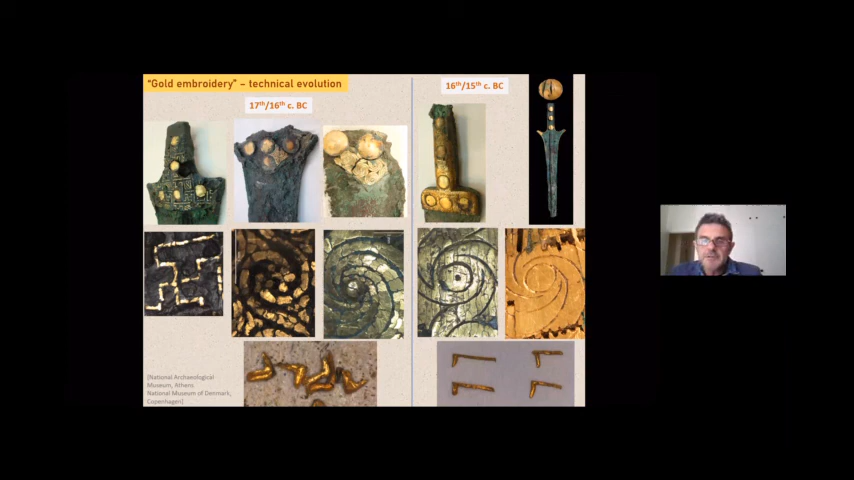 "Gold embroidery" – technical evolution
17th/16th c. BC
16th/15th c. BC
[National Archaeological
Museum, Athens
National Museum of Denmark,
Copenhagen]